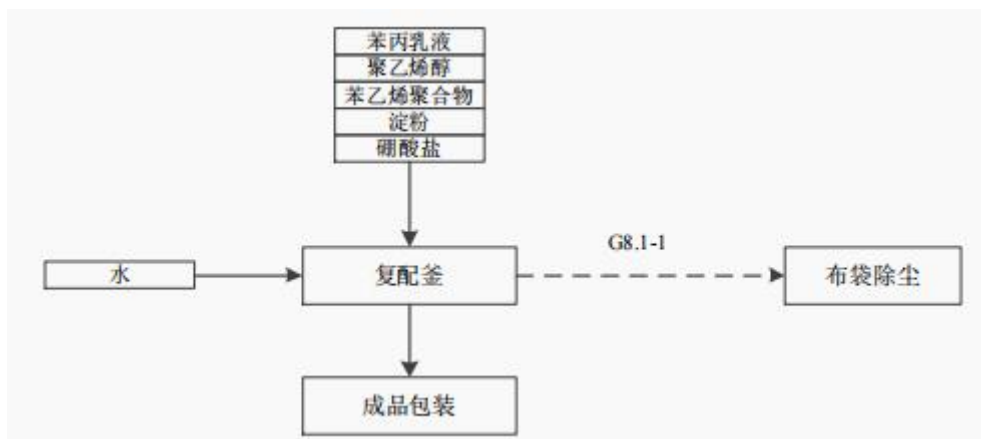 苯丙乳液
聚乙烯醇
苯乙烯聚合物
淀粉
硼酸盐
G8.1-1
水
复配釜
布袋除尘
成品包装